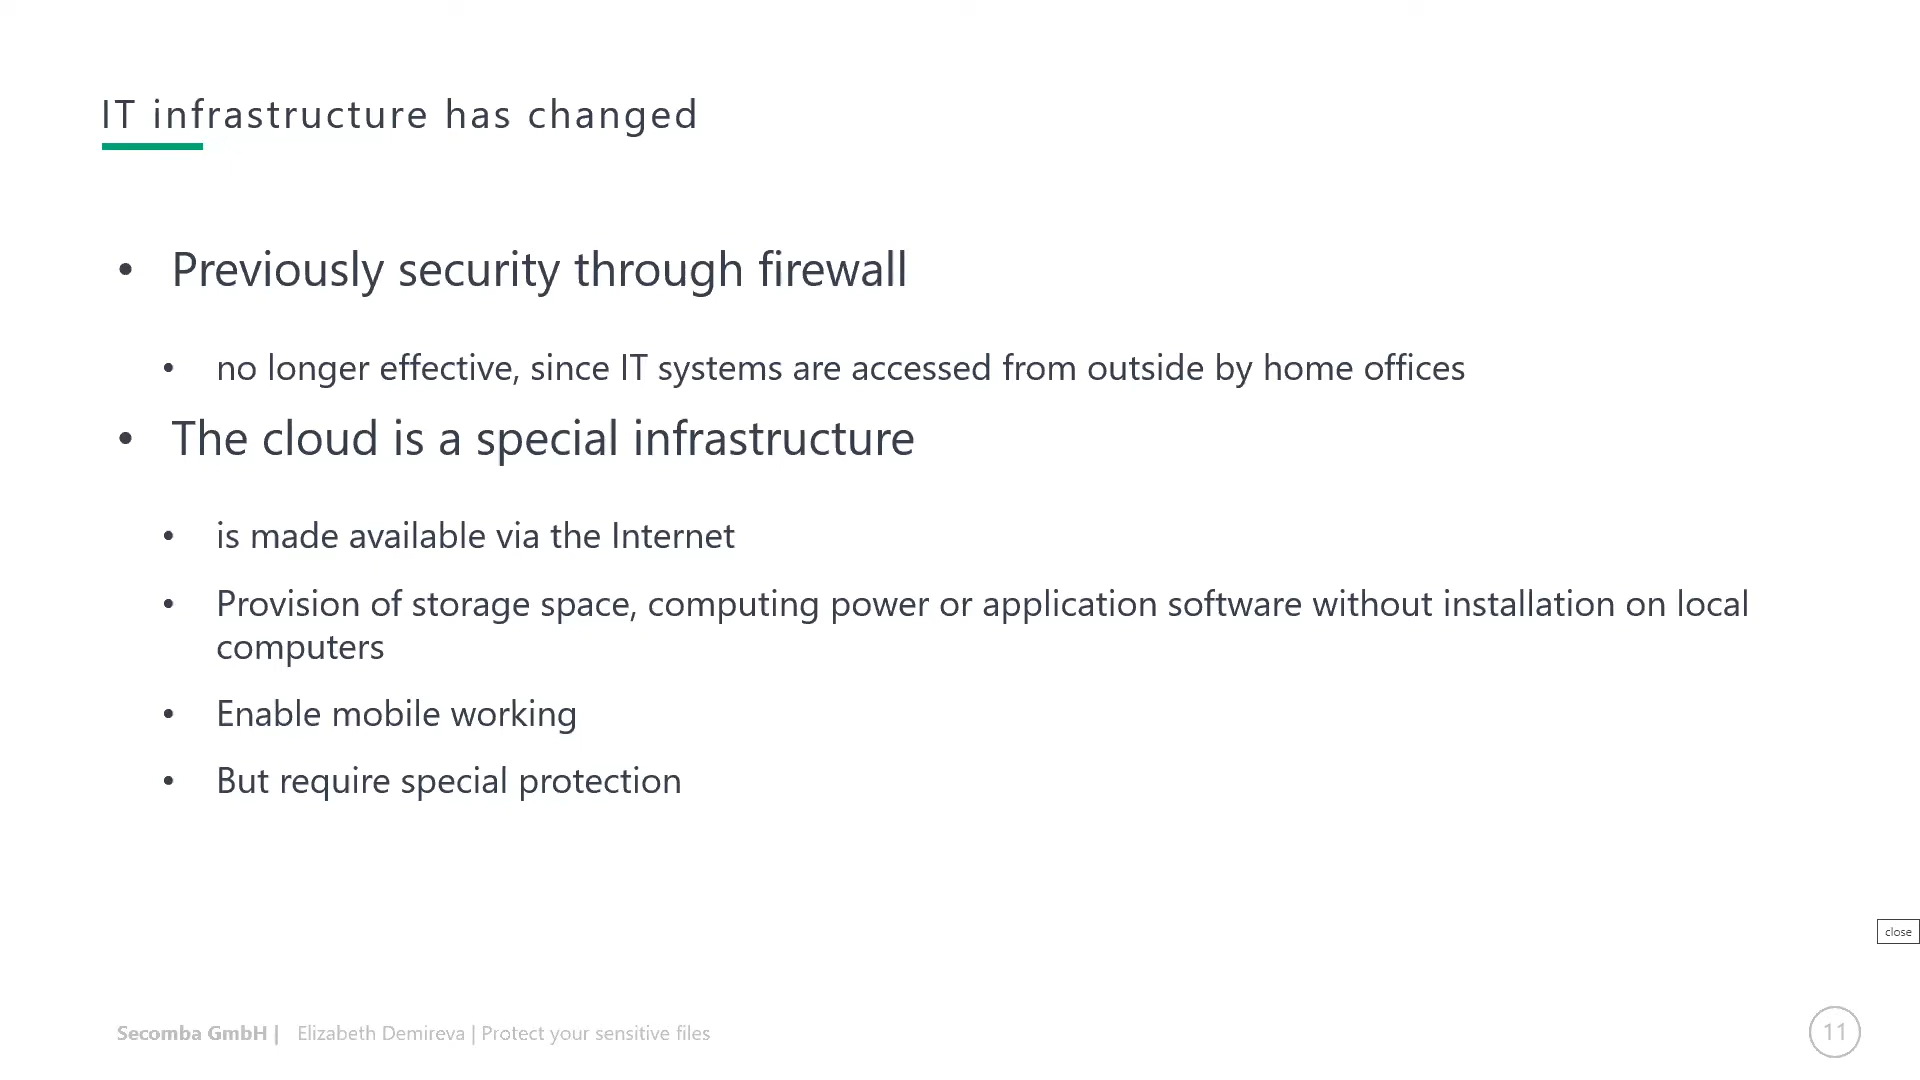 IT infrastructure has changed
• Previously security through firewall
• no longer effective, since IT systems are accessed from outside by home offices
• The cloud is a special infrastructure
• is made available via the Internet
• Provision of storage space, computing power or application software without installation on local
computers
• Enable mobile working
• But require special protection
close
Secomba GmbH | Elizabeth Demireva | Protect your sensitive files
11